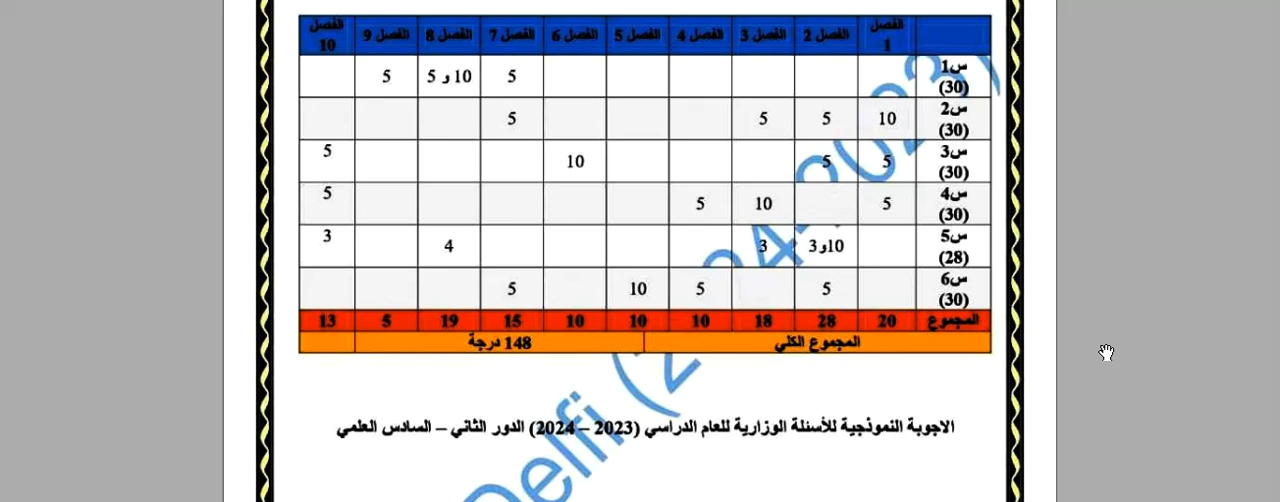 الفصل 1 الفصل 2 الفصل 3 الفصل 4 الفصل 5 الفصل 6 الفصل 7 الفصل 8 الفصل 9 الفصل 10
س1 (30) 5 10 و 5 5
س2 (30) 10 5 5 5
س3 (30) 5 5 10 5
س4 (30) 5 10 5 5
س5 (28) 10و3 3 4 3
س6 (30) 5 5 10 5
المجموع 20 28 18 10 10 10 15 19 5 13
المجموع الكلي 148 درجة
الاجوبة النموذجية للأسئلة الوزارية للعام الدراسي (2023 – 2024) الدور الثاني – السادس العلمي
Delfi (2024-2023)